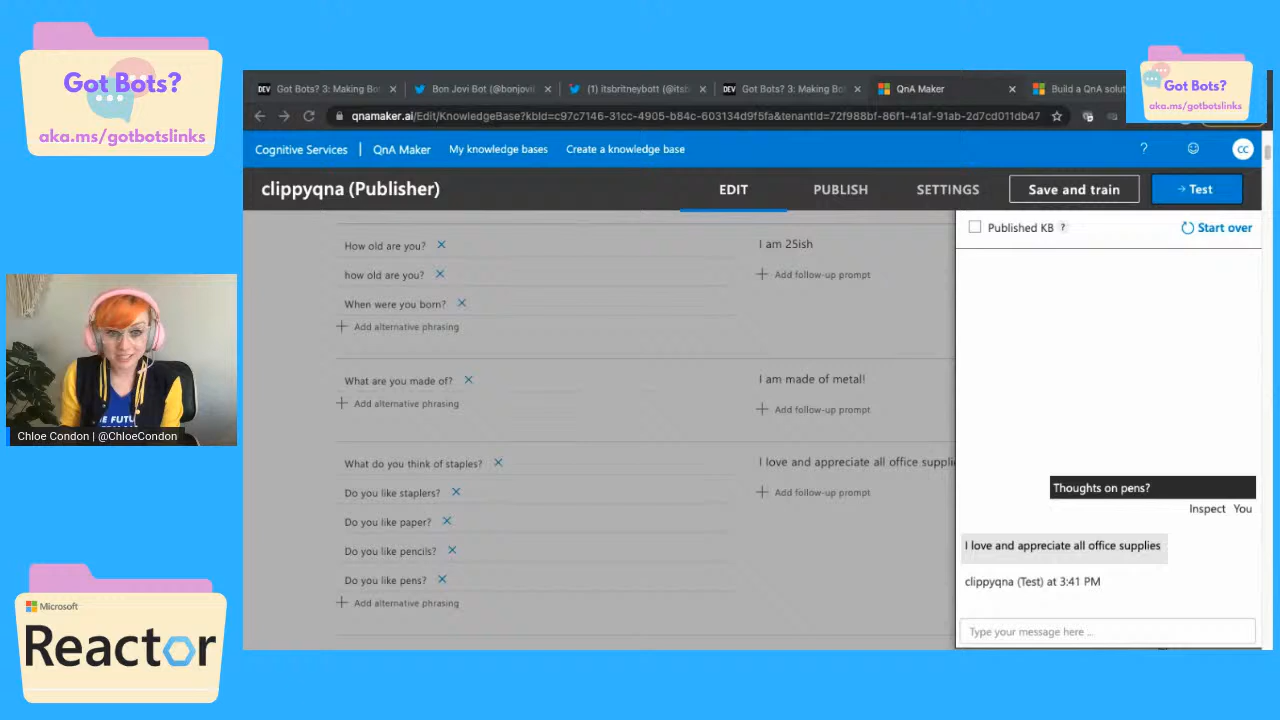 Got Bots?
aka.ms/gotbotslinks
Got Bots?
aka.ms/gotbotslinks
DEV Got Bots? 3: Making Bo
Bon Jovi Bot (@bonjovi
(1) itsbritneybott (@itsb
DEV Got Bots? 3: Making Bo
QnA Maker
Build a QnA solut
qnamaker.ai/Edit/KnowledgeBase?kbId=c97c7146-31cc-4905-b84c-603134d9f5fa&tenantId=72f988bf-86f1-41af-91ab-2d7cd011db47
Cognitive Services
QnA Maker
My knowledge bases
Create a knowledge base
?
CC
clippyqna (Publisher)
EDIT
PUBLISH
SETTINGS
Save and train
Test
Published KB ?
Start over
How old are you?
I am 25ish
how old are you?
Add follow-up prompt
When were you born?
Add alternative phrasing
What are you made of?
I am made of metal!
Add alternative phrasing
Add follow-up prompt
What do you think of staples?
I love and appreciate all office supplie
Do you like staplers?
Add follow-up prompt
Do you like paper?
Do you like pencils?
Do you like pens?
Add alternative phrasing
Thoughts on pens?
Inspect You
I love and appreciate all office supplies
clippyqna (Test) at 3:41 PM
Type your message here ...
THE FUTURE
Chloe Condon | @ChloeCondon
Microsoft
Reactor